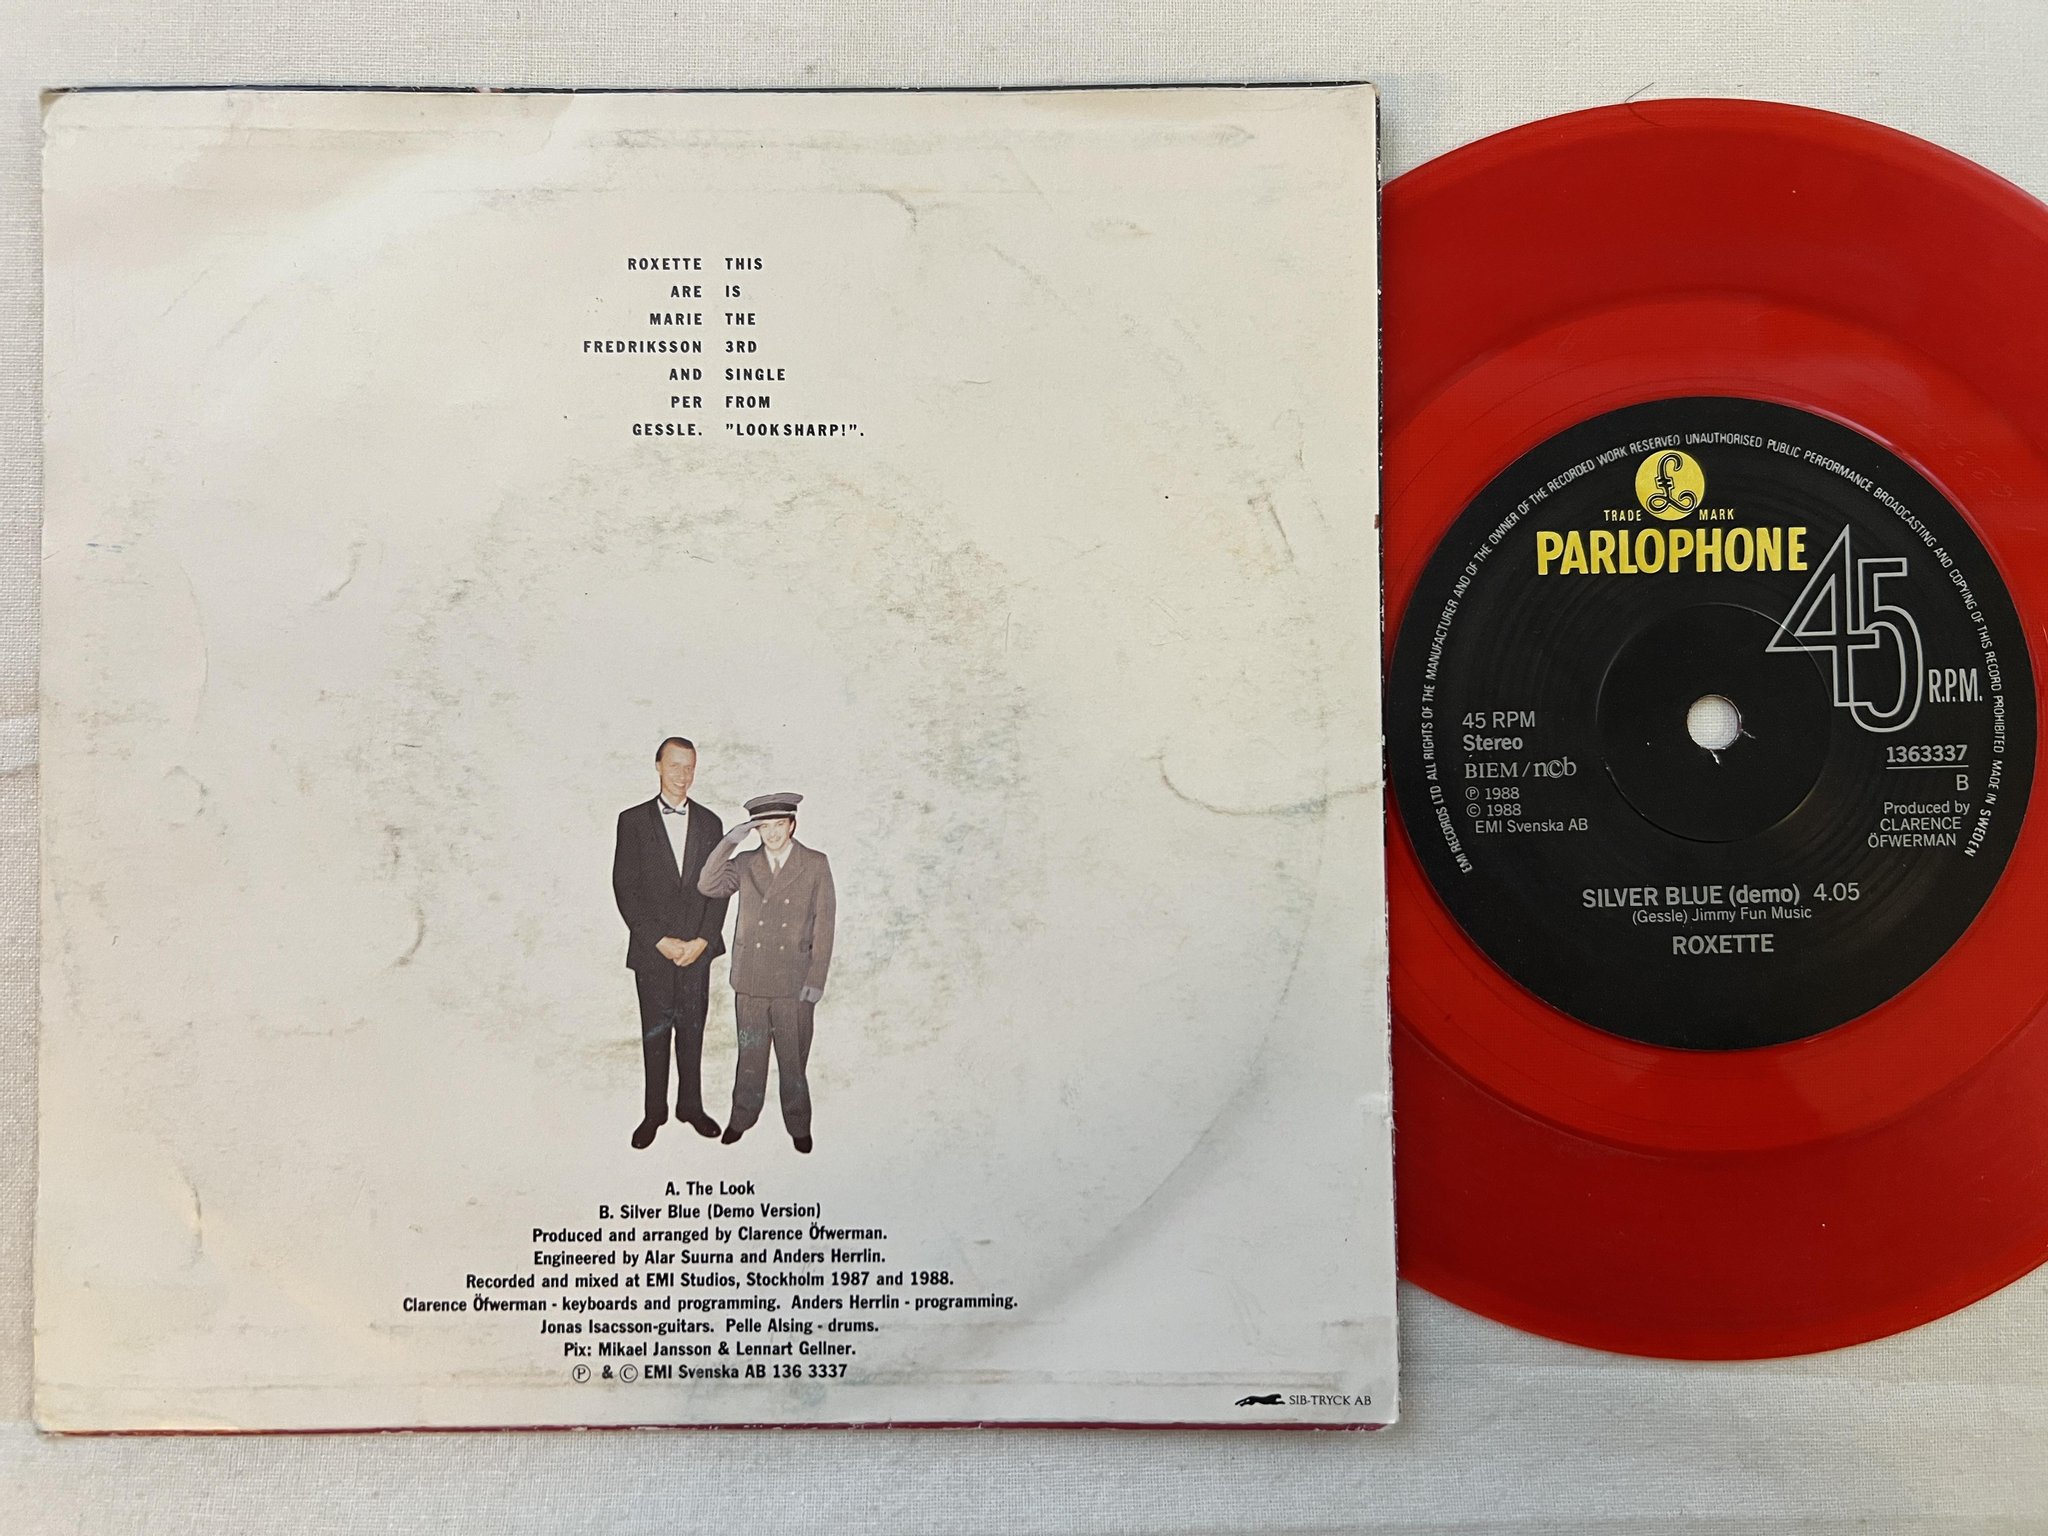 ROXETTE THIS
ARE IS
MARIE THE
FREDRIKSSON 3RD
AND SINGLE
PER FROM
GESSLE. "LOOK SHARP!".
A. The Look
B. Silver Blue (Demo Version)
Produced and arranged by Clarence Öfwerman.
Engineered by Alar Suurna and Anders Herrlin.
Recorded and mixed at EMI Studios, Stockholm 1987 and 1988.
Clarence Öfwerman - keyboards and programming. Anders Herrlin - programming.
Jonas Isacsson-guitars. Pelle Alsing - drums.
Pix: Mikael Jansson & Lennart Gellner.
Ⓟ & © EMI Svenska AB 136 3337
SIB-TRYCK AB
EMI RECORDS LTD ALL RIGHTS OF THE MANUFACTURER AND OF THE OWNER OF THE RECORDED WORK RESERVED UNAUTHORISED PUBLIC PERFORMANCE BROADCASTING AND COPYING OF THIS RECORD PROHIBITED MADE IN SWEDEN
£
TRADE MARK
PARLOPHONE
45 R.P.M.
45 RPM
Stereo
BIEM / n©b
Ⓟ 1988
© 1988
EMI Svenska AB
1363337
B
Produced by
CLARENCE
ÖFWERMAN
SILVER BLUE (demo) 4.05
(Gessle) Jimmy Fun Music
ROXETTE